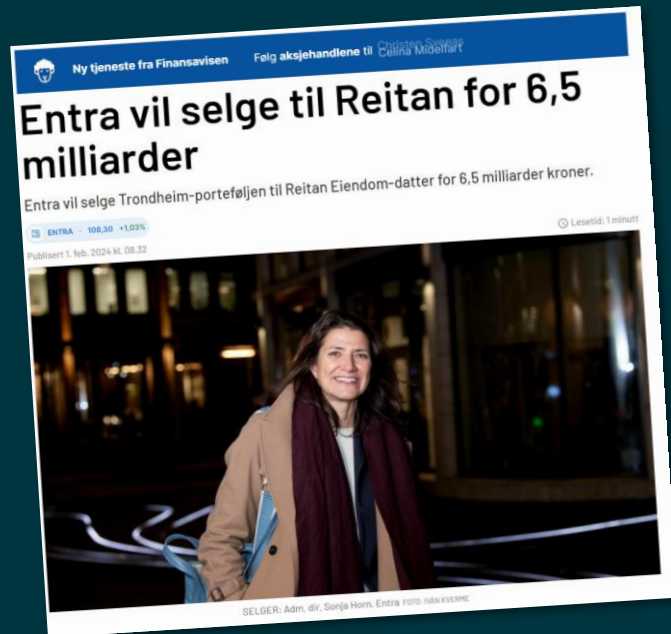 Ny tjeneste fra Finansavisen Følg aksjehandlene til Celina Midelfart
Entra vil selge til Reitan for 6,5
milliarder
Entra vil selge Trondheim-porteføljen til Reitan Eiendom-datter for 6,5 milliarder kroner.
ENTRA · 108,30 +1,03%
Lesetid: 1 minutt
Publisert 1. feb. 2024 kl. 08.32
SELGER: Adm. dir. Sonja Horn, Entra FOTO: IVAN KVERME